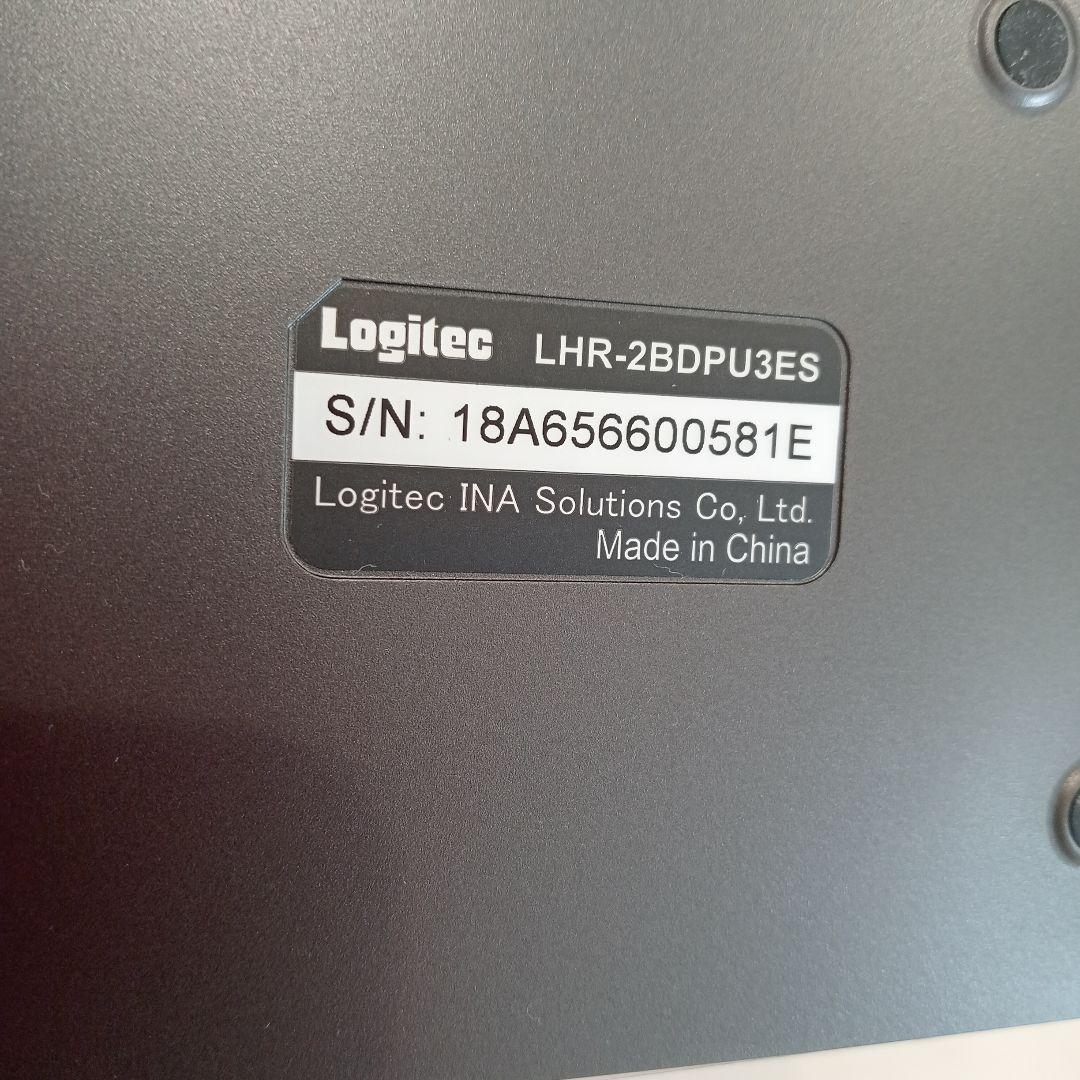 Logitec LHR-2BDPU3ES
S/N: 18A656600581E
Logitec INA Solutions Co, Ltd.
Made in China